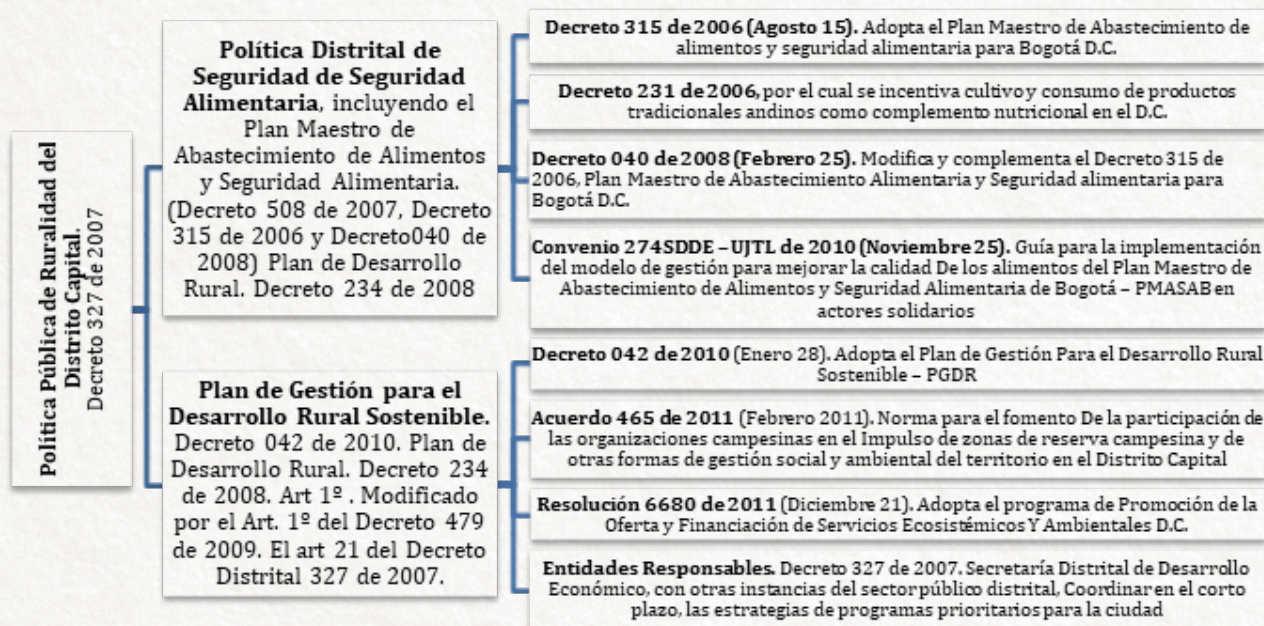 Política Pública de Ruralidad del
Distrito Capital.
Decreto 327 de 2007
Política Distrital de
Seguridad de Seguridad
Alimentaria, incluyendo el
Plan Maestro de
Abastecimiento de Alimentos
y Seguridad Alimentaria.
(Decreto 508 de 2007, Decreto
315 de 2006 y Decreto040 de
2008) Plan de Desarrollo
Rural. Decreto 234 de 2008
Decreto 315 de 2006 (Agosto 15). Adopta el Plan Maestro de Abastecimiento de
alimentos y seguridad alimentaria para Bogotá D.C.
Decreto 231 de 2006, por el cual se incentiva cultivo y consumo de productos
tradicionales andinos como complemento nutricional en el D.C.
Decreto 040 de 2008 (Febrero 25). Modifica y complementa el Decreto 315 de
2006, Plan Maestro de Abastecimiento Alimentaria y Seguridad alimentaria para
Bogotá D.C.
Convenio 274 SDDE – UJTL de 2010 (Noviembre 25). Guía para la implementación
del modelo de gestión para mejorar la calidad De los alimentos del Plan Maestro de
Abastecimiento de Alimentos y Seguridad Alimentaria de Bogotá – PMASAB en
actores solidarios
Plan de Gestión para el
Desarrollo Rural Sostenible.
Decreto 042 de 2010. Plan de
Desarrollo Rural. Decreto 234
de 2008. Art 1º . Modificado
por el Art. 1º del Decreto 479
de 2009. El art 21 del Decreto
Distrital 327 de 2007.
Decreto 042 de 2010 (Enero 28). Adopta el Plan de Gestión Para el Desarrollo Rural
Sostenible – PGDR
Acuerdo 465 de 2011 (Febrero 2011). Norma para el fomento De la participación de
las organizaciones campesinas en el Impulso de zonas de reserva campesina y de
otras formas de gestión social y ambiental del territorio en el Distrito Capital
Resolución 6680 de 2011 (Diciembre 21). Adopta el programa de Promoción de la
Oferta y Financiación de Servicios Ecosistémicos Y Ambientales D.C.
Entidades Responsables. Decreto 327 de 2007. Secretaría Distrital de Desarrollo
Económico, con otras instancias del sector público distrital, Coordinar en el corto
plazo, las estrategias de programas prioritarios para la ciudad